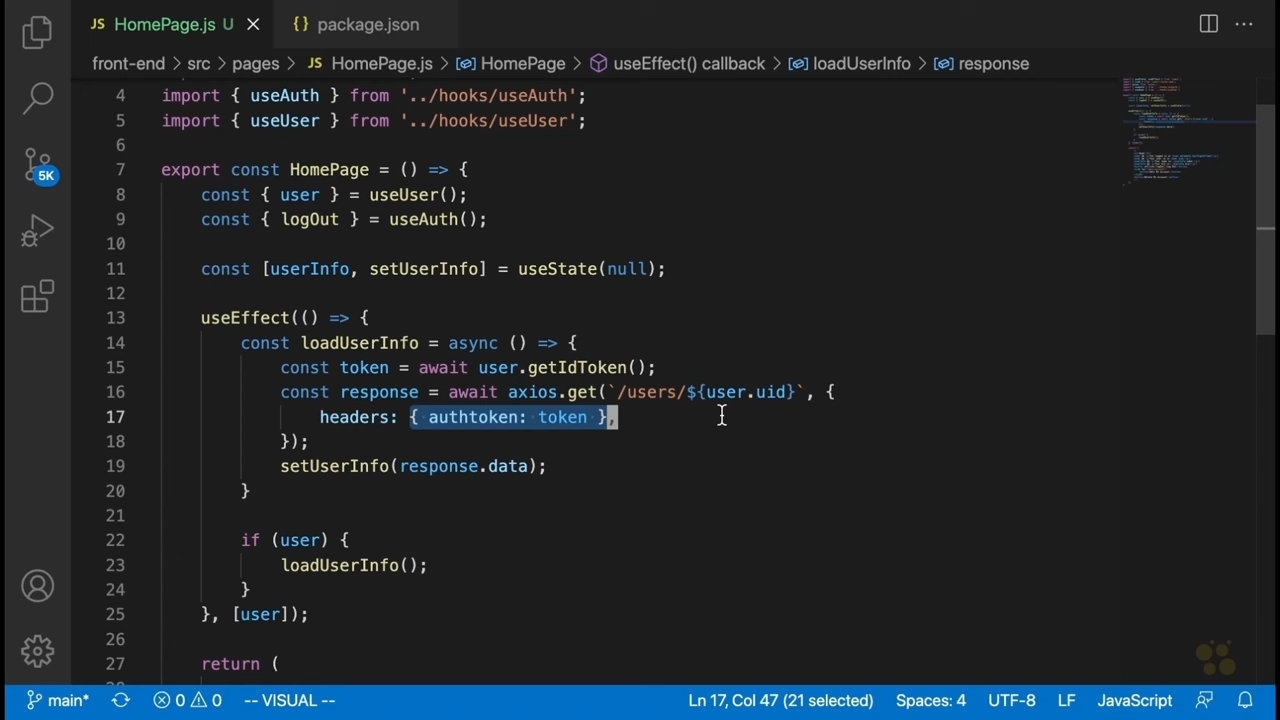 JS HomePage.js U
{} package.json
front-end > src > pages > JS HomePage.js > HomePage > useEffect() callback > loadUserInfo > response
4 import { useAuth } from '../hooks/useAuth';
5 import { useUser } from '../hooks/useUser';
6
7 export const HomePage = () => {
8 const { user } = useUser();
9 const { logOut } = useAuth();
10
11 const [userInfo, setUserInfo] = useState(null);
12
13 useEffect(() => {
14 const loadUserInfo = async () => {
15 const token = await user.getIdToken();
16 const response = await axios.get(`/users/${user.uid}`, {
17 headers: { authtoken: token },
18 });
19 setUserInfo(response.data);
20 }
21
22 if (user) {
23 loadUserInfo();
24 }
25 }, [user]);
26
27 return (
5K
main* 0 0 -- VISUAL -- Ln 17, Col 47 (21 selected) Spaces: 4 UTF-8 LF JavaScript